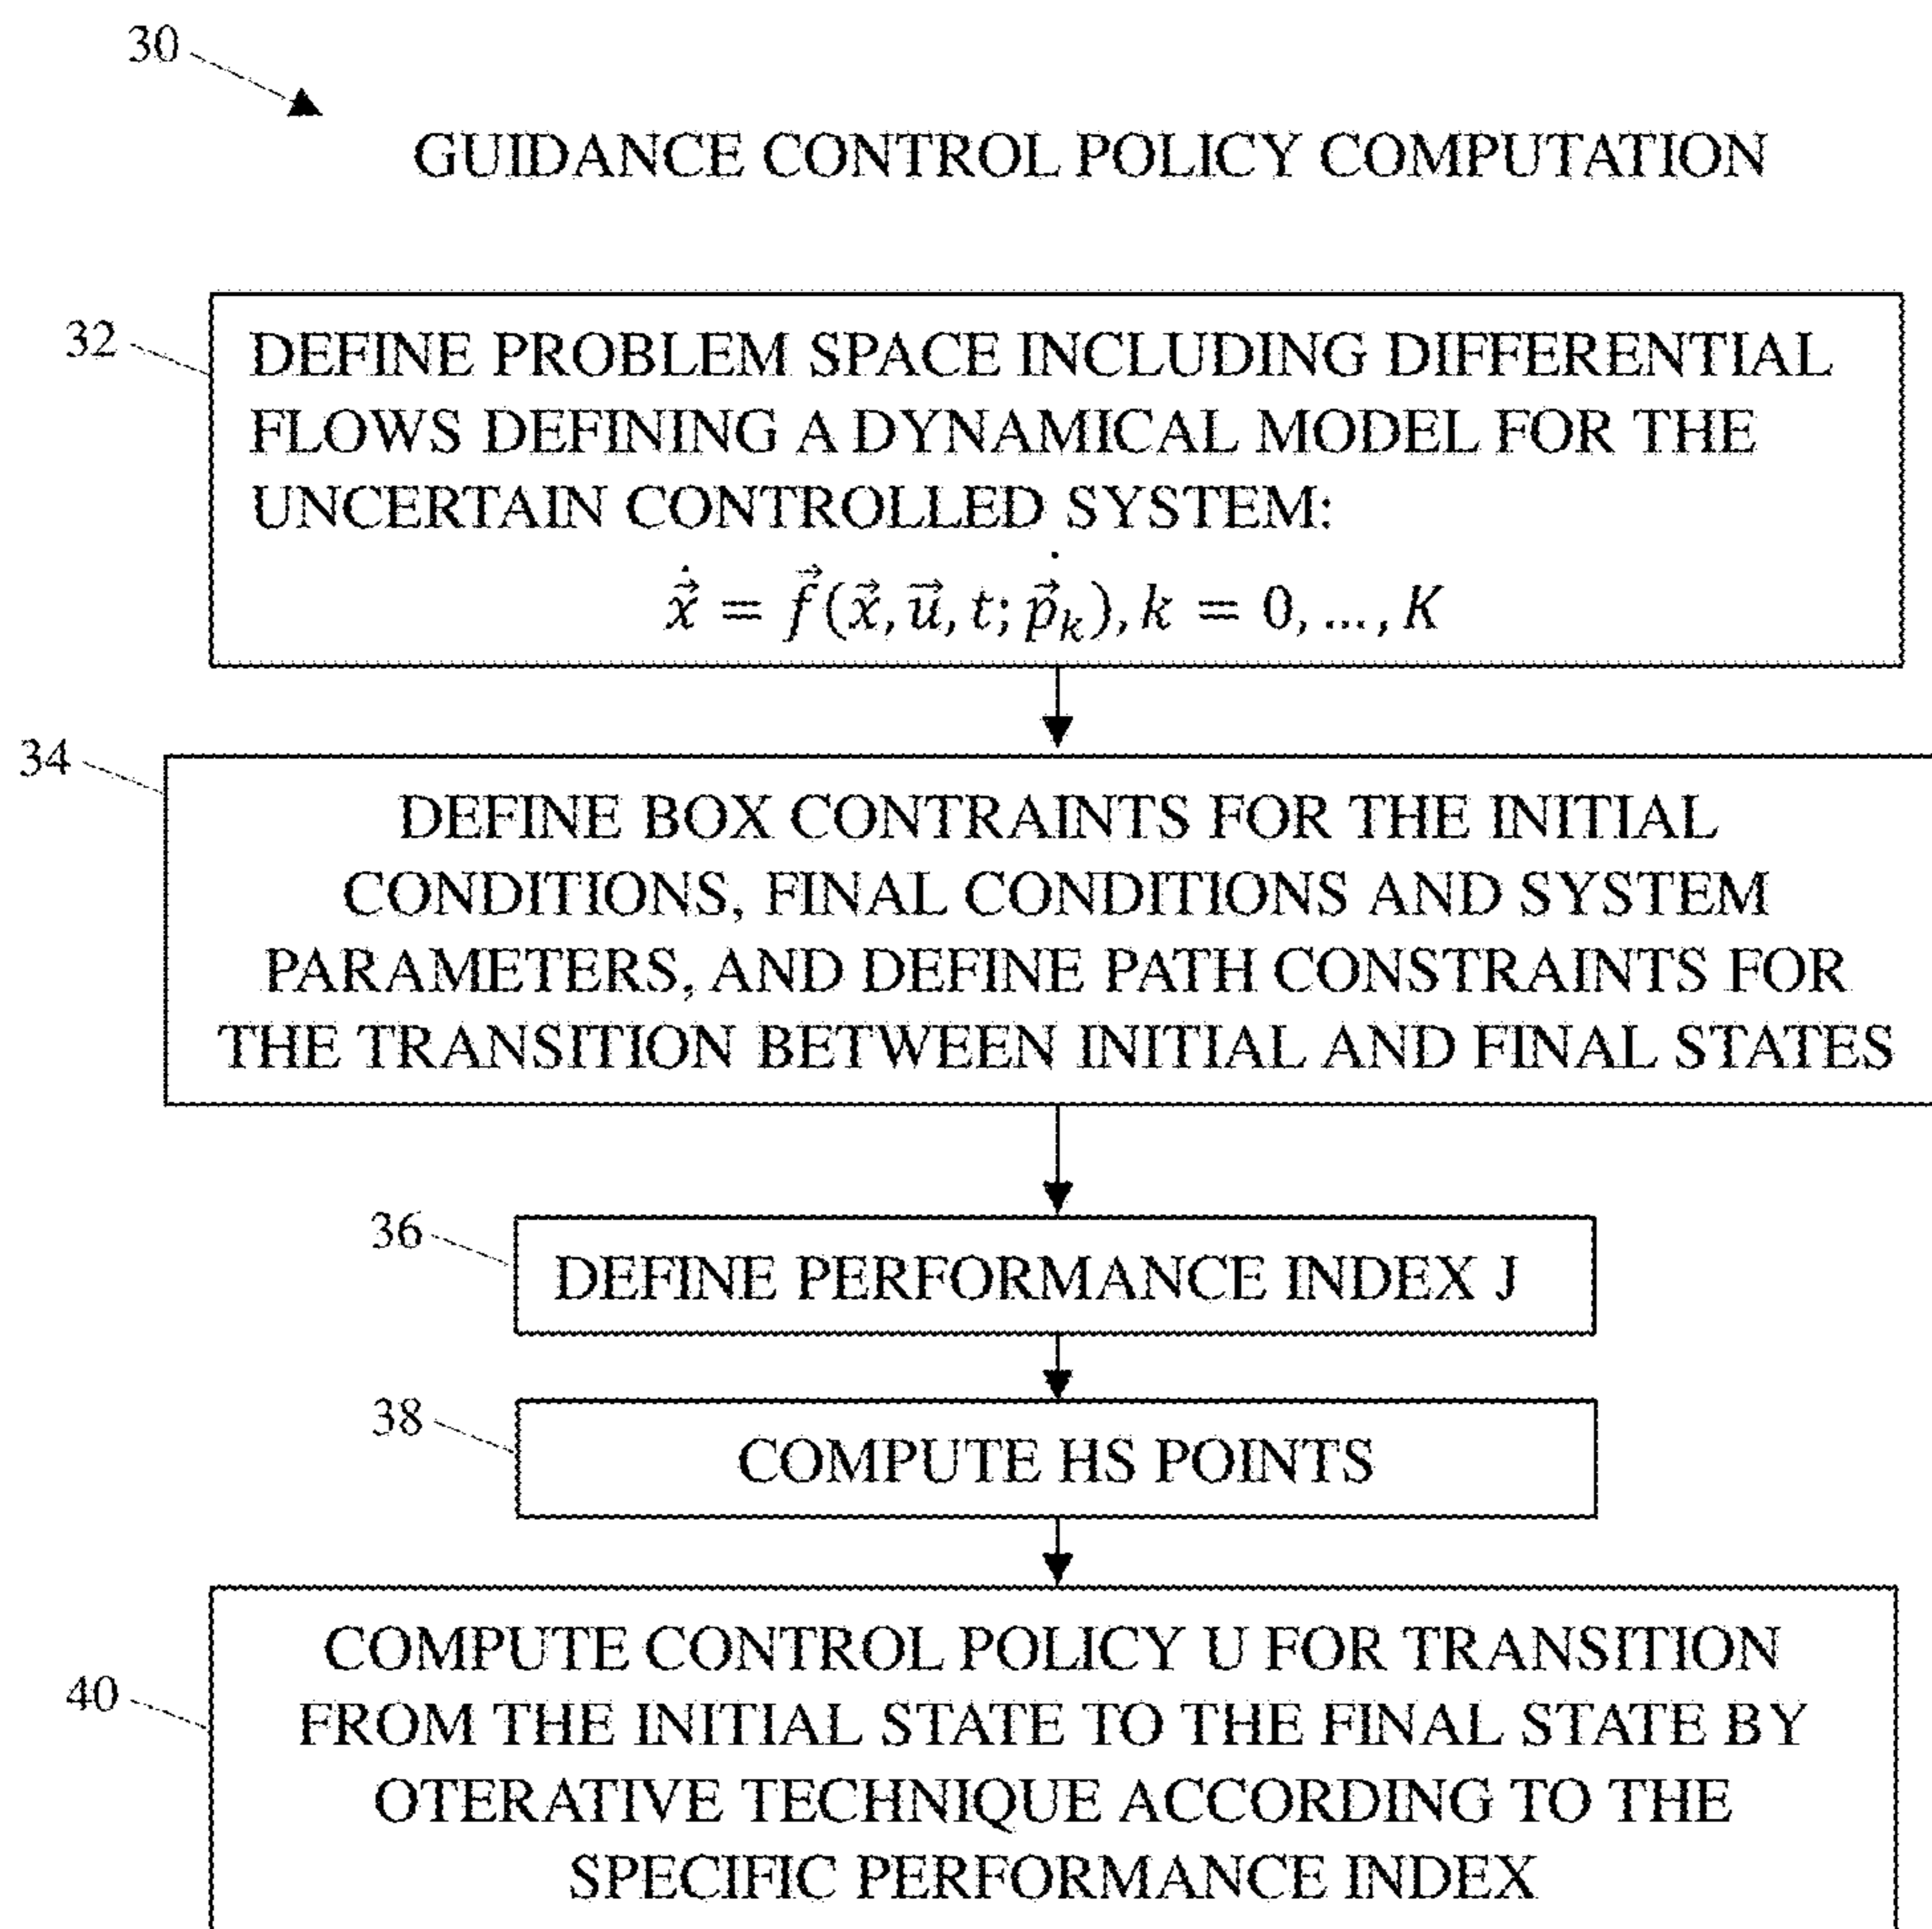 30
GUIDANCE CONTROL POLICY COMPUTATION
32
DEFINE PROBLEM SPACE INCLUDING DIFFERENTIAL
FLOWS DEFINING A DYNAMICAL MODEL FOR THE
UNCERTAIN CONTROLLED SYSTEM:
$\dot{\vec{x}} = \vec{f}(\vec{x}, \vec{u}, t; \dot{\vec{p}}_k), k = 0, ..., K$
34
DEFINE BOX CONTRAINTS FOR THE INITIAL
CONDITIONS, FINAL CONDITIONS AND SYSTEM
PARAMETERS, AND DEFINE PATH CONSTRAINTS FOR
THE TRANSITION BETWEEN INITIAL AND FINAL STATES
36
DEFINE PERFORMANCE INDEX J
38
COMPUTE HS POINTS
40
COMPUTE CONTROL POLICY U FOR TRANSITION
FROM THE INITIAL STATE TO THE FINAL STATE BY
OTERATIVE TECHNIQUE ACCORDING TO THE
SPECIFIC PERFORMANCE INDEX